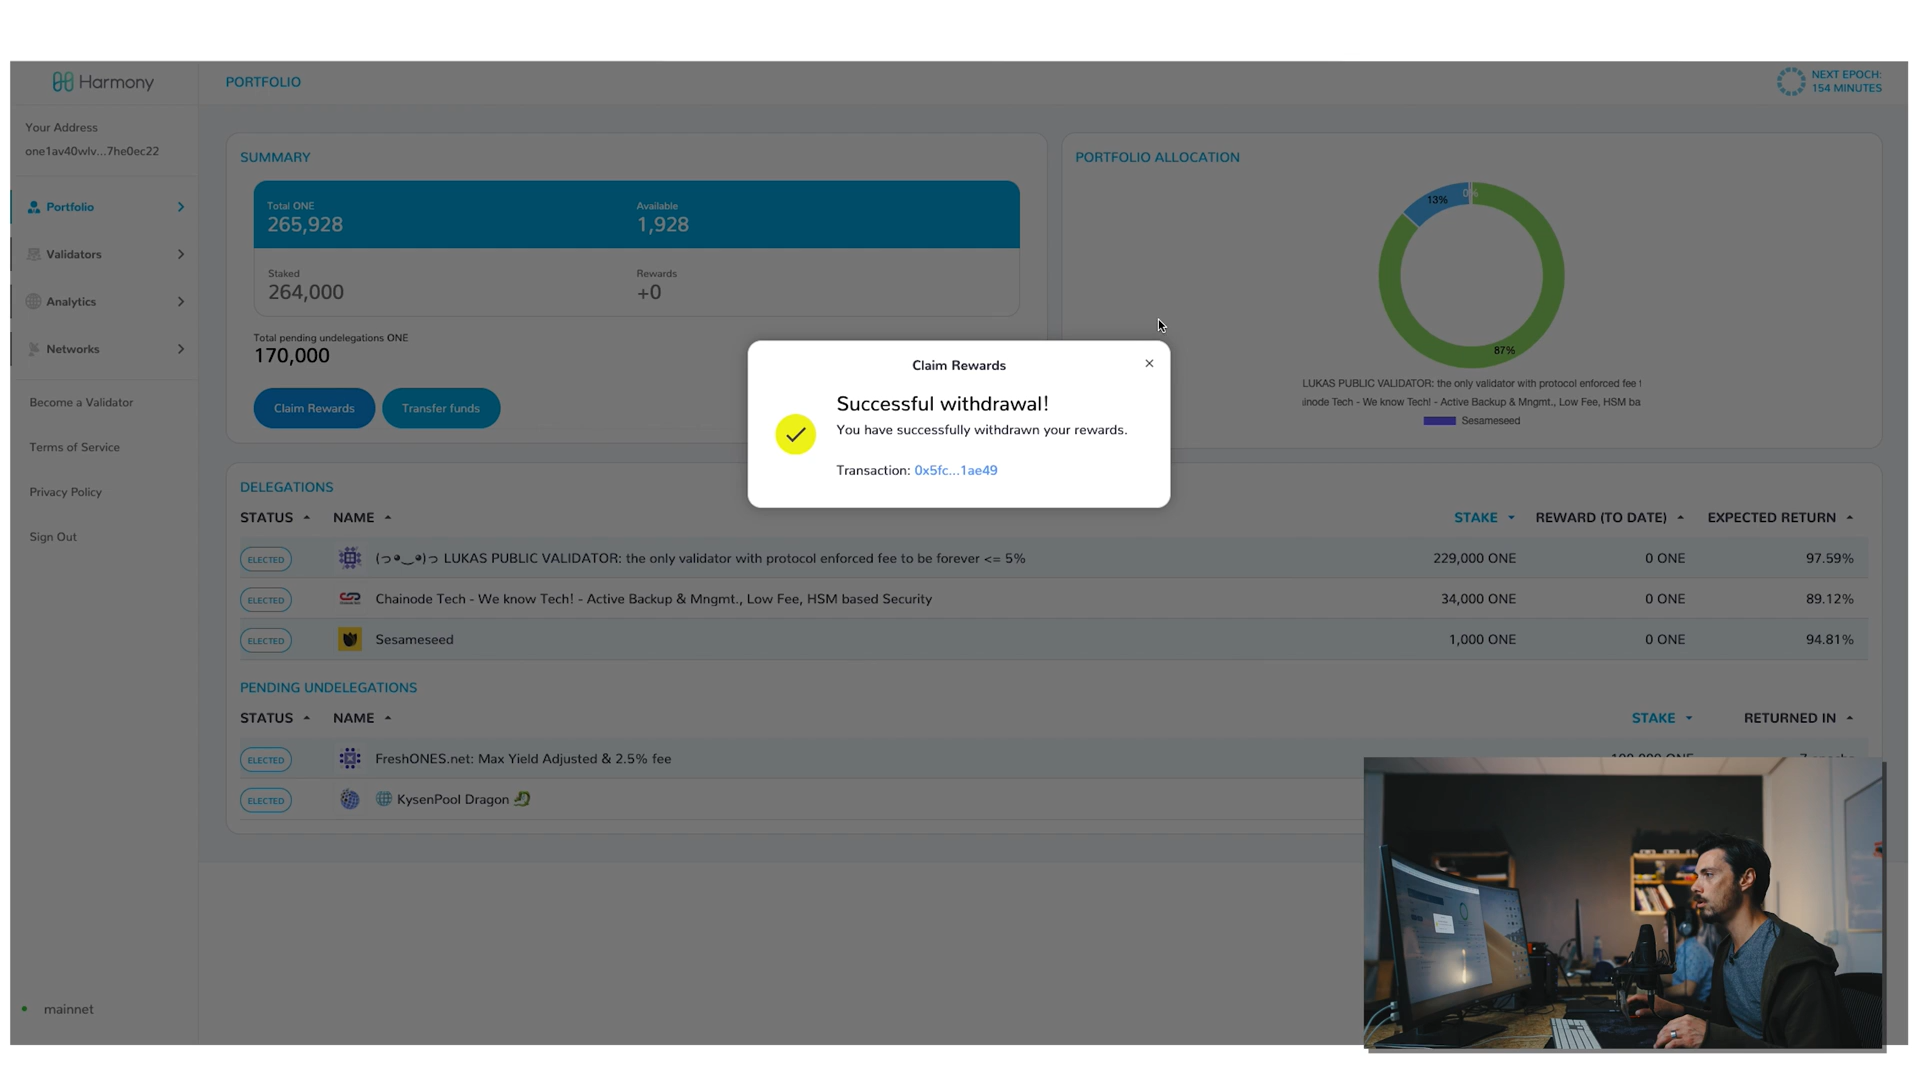 Harmony
PORTFOLIO
NEXT EPOCH:
154 MINUTES
Your Address
one1av40wlv...7he0ec22
Portfolio
Validators
Analytics
Networks
Become a Validator
Terms of Service
Privacy Policy
Sign Out
mainnet
SUMMARY
Total ONE
Available
265,928
1,928
Staked
Rewards
264,000
+0
Total pending undelegations ONE
170,000
Claim Rewards
Transfer funds
PORTFOLIO ALLOCATION
13%
0%
87%
LUKAS PUBLIC VALIDATOR: the only validator with protocol enforced fee t
inode Tech - We know Tech! - Active Backup & Mngmt., Low Fee, HSM ba
Sesameseed
Claim Rewards
Successful withdrawal!
You have successfully withdrawn your rewards.
Transaction: 0x5fc...1ae49
DELEGATIONS
STATUS NAME STAKE REWARD (TO DATE) EXPECTED RETURN
ELECTED (っ◕‿◕)っ LUKAS PUBLIC VALIDATOR: the only validator with protocol enforced fee to be forever <= 5% 229,000 ONE 0 ONE 97.59%
ELECTED Chainode Tech - We know Tech! - Active Backup & Mngmt., Low Fee, HSM based Security 34,000 ONE 0 ONE 89.12%
ELECTED Sesameseed 1,000 ONE 0 ONE 94.81%
PENDING UNDELEGATIONS
STATUS NAME STAKE RETURNED IN
ELECTED FreshONES.net: Max Yield Adjusted & 2.5% fee
ELECTED 🌐 KysenPool Dragon 🐉